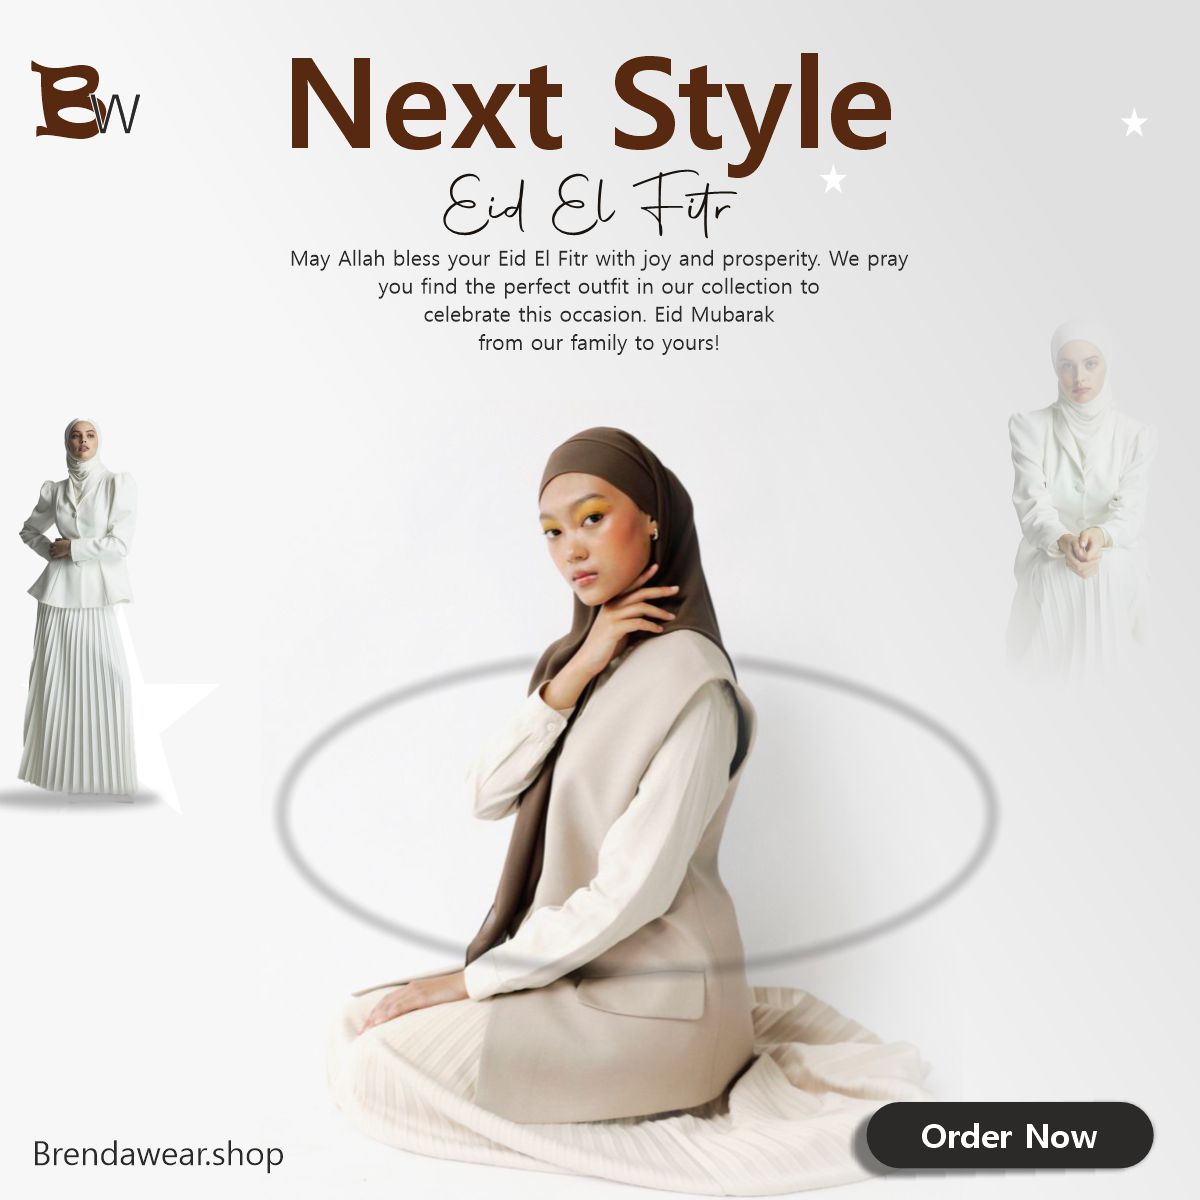 BW
Next Style
Eid El Fitr
May Allah bless your Eid El Fitr with joy and prosperity. We pray
you find the perfect outfit in our collection to
celebrate this occasion. Eid Mubarak
from our family to yours!
Brendawear.shop
Order Now